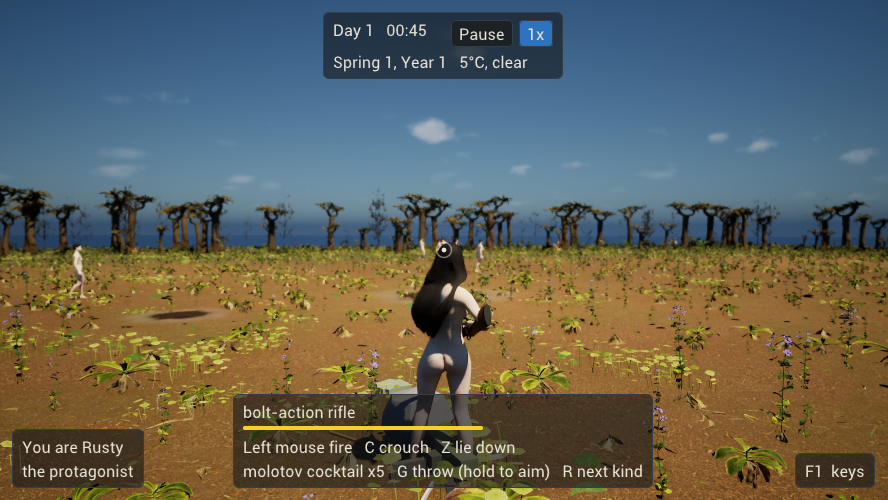 Day 1 00:45 Pause 1x
Spring 1, Year 1 5°C, clear
bolt-action rifle
Left mouse fire C crouch Z lie down
molotov cocktail x5 G throw (hold to aim) R next kind
You are Rusty
the protagonist
F1 keys